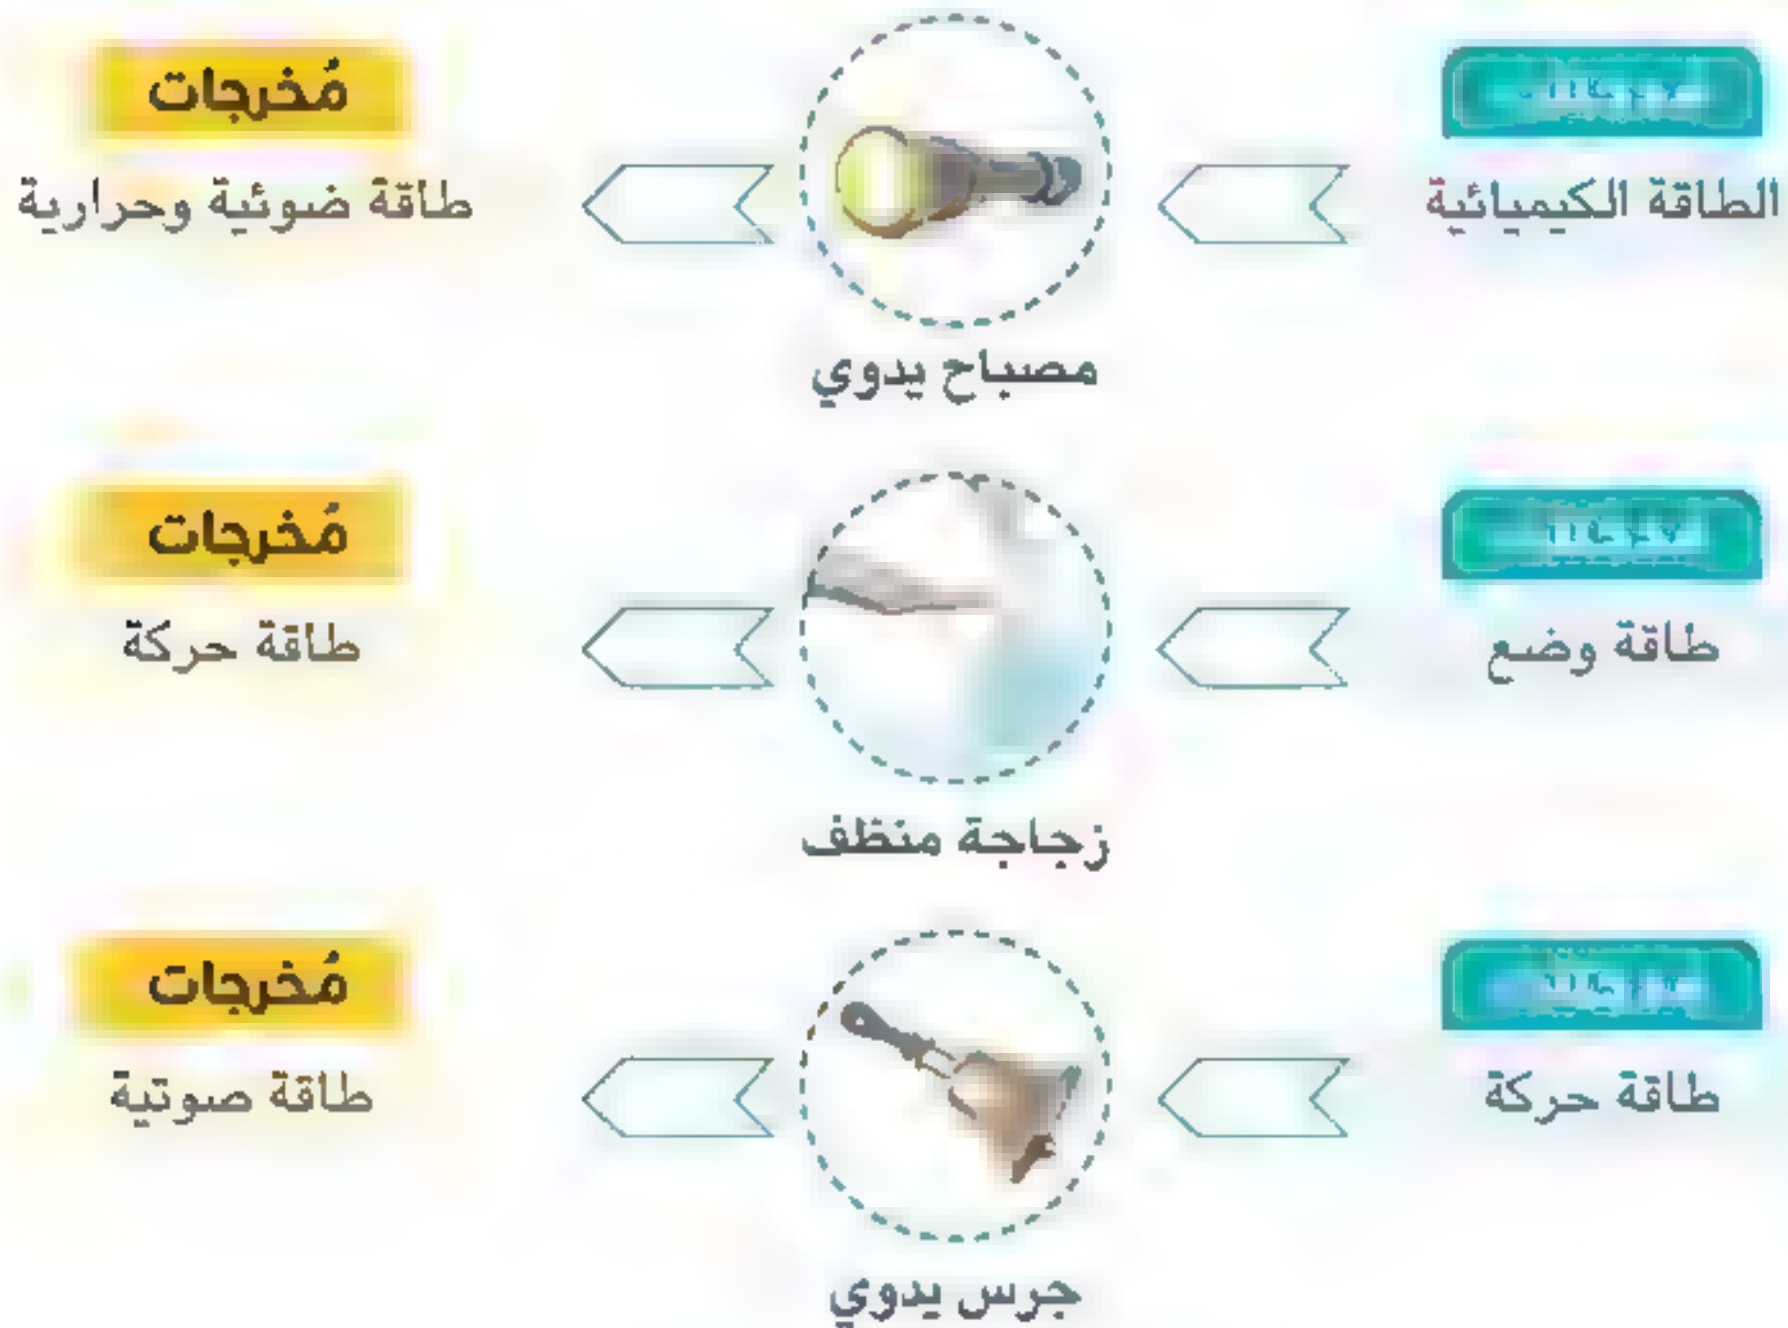 مُخرجات
الطاقة الكيميائية
طاقة ضوئية وحرارية
مصباح يدوي
مُخرجات
طاقة وضع
طاقة حركة
زجاجة منظف
مُخرجات
طاقة حركة
طاقة صوتية
جرس يدوي